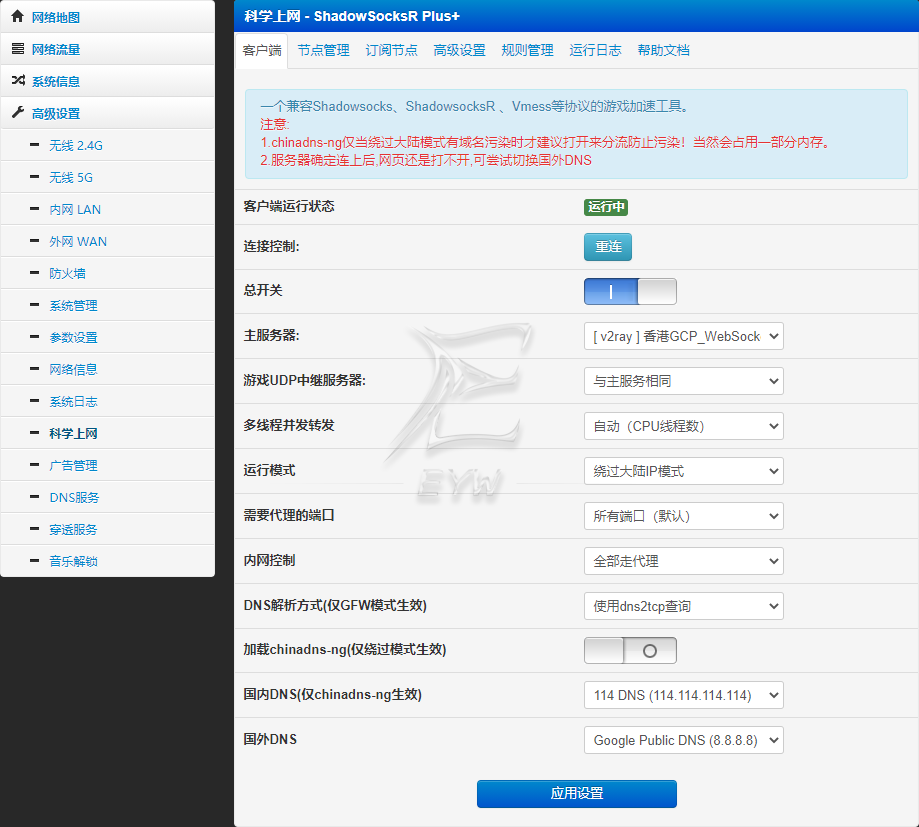 网络地图
网络流量
系统信息
高级设置
无线 2.4G
无线 5G
内网 LAN
外网 WAN
防火墙
系统管理
参数设置
网络信息
系统日志
科学上网
广告管理
DNS服务
穿透服务
音乐解锁
科学上网 - ShadowSocksR Plus+
客户端 节点管理 订阅节点 高级设置 规则管理 运行日志 帮助文档
一个兼容Shadowsocks、ShadowsocksR 、Vmess等协议的游戏加速工具。
注意:
1.chinadns-ng仅当绕过大陆模式有域名污染时才建议打开来分流防止污染！当然会占用一部分内存。
2.服务器确定连上后,网页还是打不开,可尝试切换国外DNS
客户端运行状态 运行中
连接控制: 重连
总开关
主服务器: [ v2ray ] 香港GCP_WebSock
游戏UDP中继服务器: 与主服务相同
多线程并发转发 自动（CPU线程数）
运行模式 绕过大陆IP模式
需要代理的端口 所有端口（默认）
内网控制 全部走代理
DNS解析方式(仅GFW模式生效) 使用dns2tcp查询
加载chinadns-ng(仅绕过模式生效)
国内DNS(仅chinadns-ng生效) 114 DNS (114.114.114.114)
国外DNS Google Public DNS (8.8.8.8)
应用设置
EYW